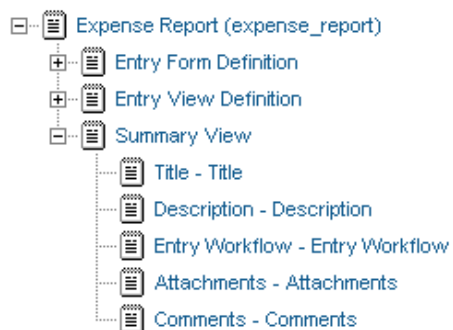 Expense Report (expense_report)
Entry Form Definition
Entry View Definition
Summary View
Title - Title
Description - Description
Entry Workflow - Entry Workflow
Attachments - Attachments
Comments - Comments